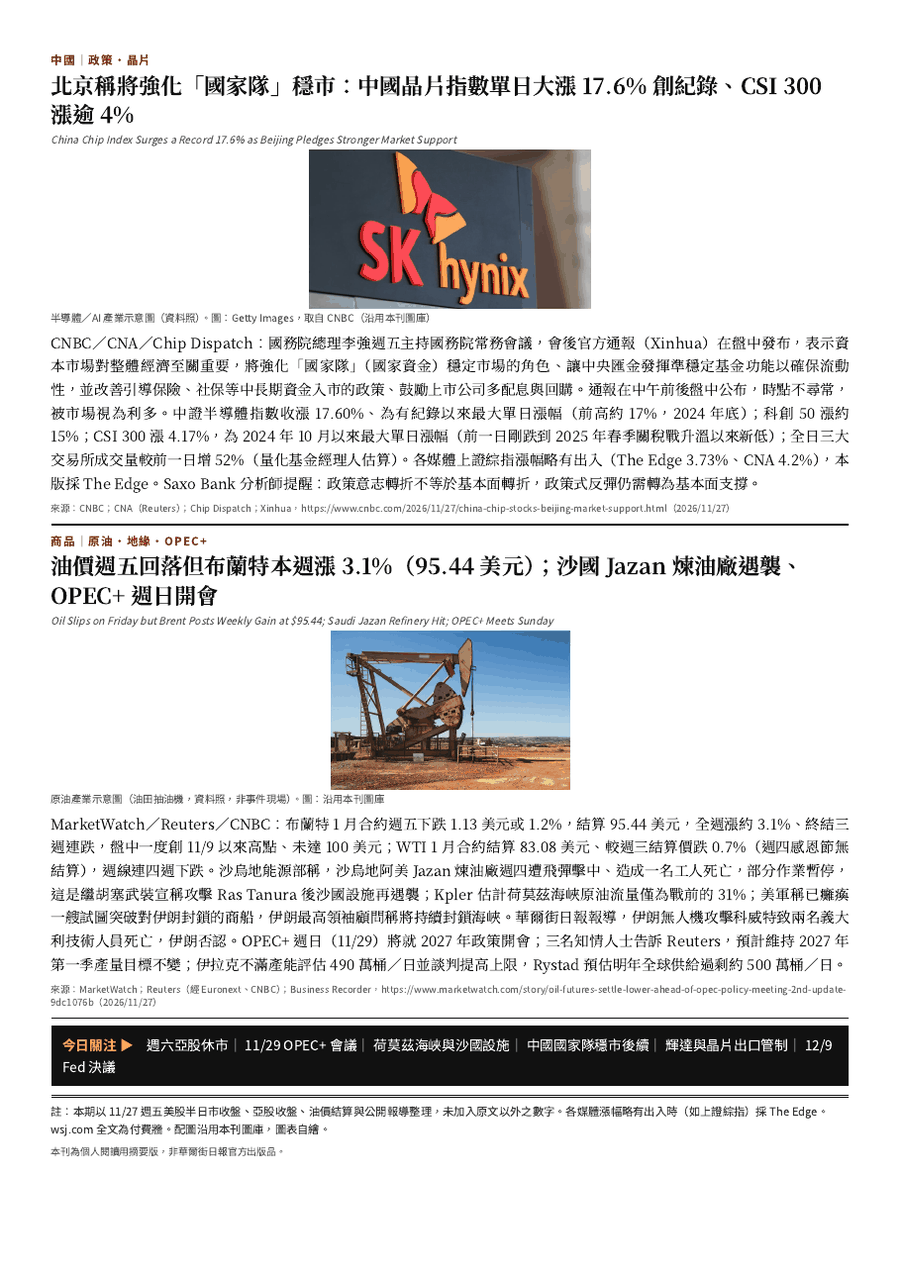 中國｜政策・晶片
北京稱將強化「國家隊」穩市：中國晶片指數單日大漲 17.6% 創紀錄、CSI 300
漲逾 4%
China Chip Index Surges a Record 17.6% as Beijing Pledges Stronger Market Support
SK hynix
半導體／AI 產業示意圖（資料照）。圖：Getty Images，取自 CNBC（沿用本刊圖庫）
CNBC／CNA／Chip Dispatch：國務院總理李強週五主持國務院常務會議，會後官方通報（Xinhua）在盤中發布，表示資
本市場對整體經濟至關重要，將強化「國家隊」（國家資金）穩定市場的角色、讓中央匯金發揮準穩定基金功能以確保流動
性，並改善引導保險、社保等中長期資金入市的政策、鼓勵上市公司多配息與回購。通報在中午前後盤中公布，時點不尋常，
被市場視為利多。中證半導體指數收漲 17.60%、為有紀錄以來最大單日漲幅（前高約 17%，2024 年底）；科創 50 漲約
15%；CSI 300 漲 4.17%，為 2024 年 10 月以來最大單日漲幅（前一日剛跌到 2025 年春季關稅戰升溫以來新低）；全日三大
交易所成交量較前一日增 52%（量化基金經理人估算）。各媒體上證綜指漲幅略有出入（The Edge 3.73%、CNA 4.2%），本
版採 The Edge。Saxo Bank 分析師提醒：政策意志轉折不等於基本面轉折，政策式反彈仍需轉為基本面支撐。
來源：CNBC；CNA（Reuters）；Chip Dispatch；Xinhua，https://www.cnbc.com/2026/11/27/china-chip-stocks-beijing-market-support.html（2026/11/27）
商品｜原油・地緣・OPEC+
油價週五回落但布蘭特本週漲 3.1%（95.44 美元）；沙國 Jazan 煉油廠遇襲、
OPEC+ 週日開會
Oil Slips on Friday but Brent Posts Weekly Gain at $95.44; Saudi Jazan Refinery Hit; OPEC+ Meets Sunday
原油產業示意圖（油田抽油機，資料照，非事件現場）。圖：沿用本刊圖庫
MarketWatch／Reuters／CNBC：布蘭特 1 月合約週五下跌 1.13 美元或 1.2%，結算 95.44 美元，全週漲約 3.1%、終結三
週連跌，盤中一度創 11/9 以來高點、未達 100 美元；WTI 1 月合約結算 83.08 美元、較週三結算價跌 0.7%（週四感恩節無
結算），週線連四週下跌。沙烏地能源部稱，沙烏地阿美 Jazan 煉油廠週四遭飛彈擊中、造成一名工人死亡，部分作業暫停，
這是繼胡塞武裝宣稱攻擊 Ras Tanura 後沙國設施再遇襲；Kpler 估計荷莫茲海峽原油流量僅為戰前的 31%；美軍稱已癱瘓
一艘試圖突破對伊朗封鎖的商船，伊朗最高領袖顧問稱將持續封鎖海峽。華爾街日報報導，伊朗無人機攻擊科威特致兩名義大
利技術人員死亡，伊朗否認。OPEC+ 週日（11/29）將就 2027 年政策開會；三名知情人士告訴 Reuters，預計維持 2027 年
第一季產量目標不變；伊拉克不滿產能評估 490 萬桶／日並談判提高上限，Rystad 預估明年全球供給過剩約 500 萬桶／日。
來源：MarketWatch；Reuters（經 Euronext、CNBC）；Business Recorder，https://www.marketwatch.com/story/oil-futures-settle-lower-ahead-of-opec-policy-meeting-2nd-update-
9dc1076b（2026/11/27）
今日關注 ▶ 週六亞股休市｜ 11/29 OPEC+ 會議｜ 荷莫茲海峽與沙國設施｜ 中國國家隊穩市後續｜ 輝達與晶片出口管制｜ 12/9
Fed 決議
註：本期以 11/27 週五美股半日市收盤、亞股收盤、油價結算與公開報導整理，未加入原文以外之數字。各媒體漲幅略有出入時（如上證綜指）採 The Edge。
wsj.com 全文為付費牆。配圖沿用本刊圖庫，圖表自繪。
本刊為個人閱讀用摘要版，非華爾街日報官方出版品。